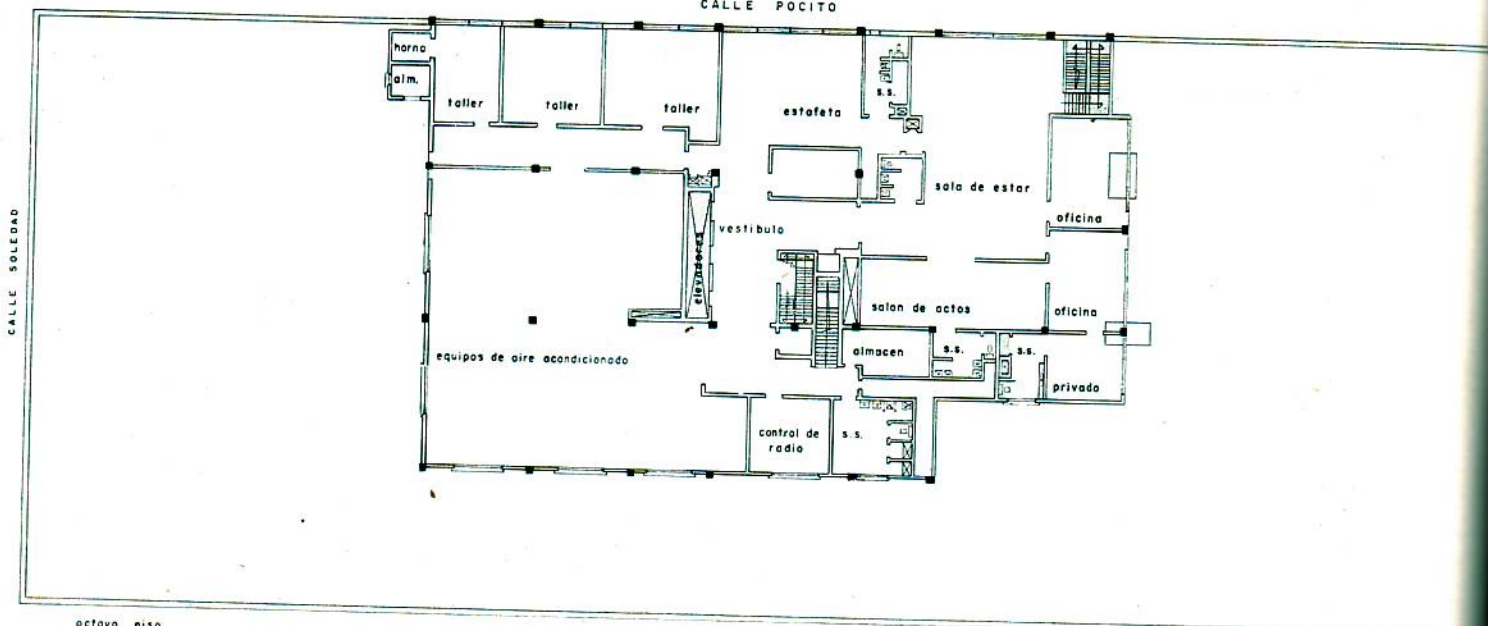 CALLE POCITO
CALLE SOLEDAD
horno
alm.
taller
taller
taller
estafeta
s.s.
sala de estar
oficina
vestibulo
elevadores
salon de actos
oficina
equipos de aire acondicionado
almacen
s.s.
s.s.
privado
control de
radio
s.s.
octavo piso